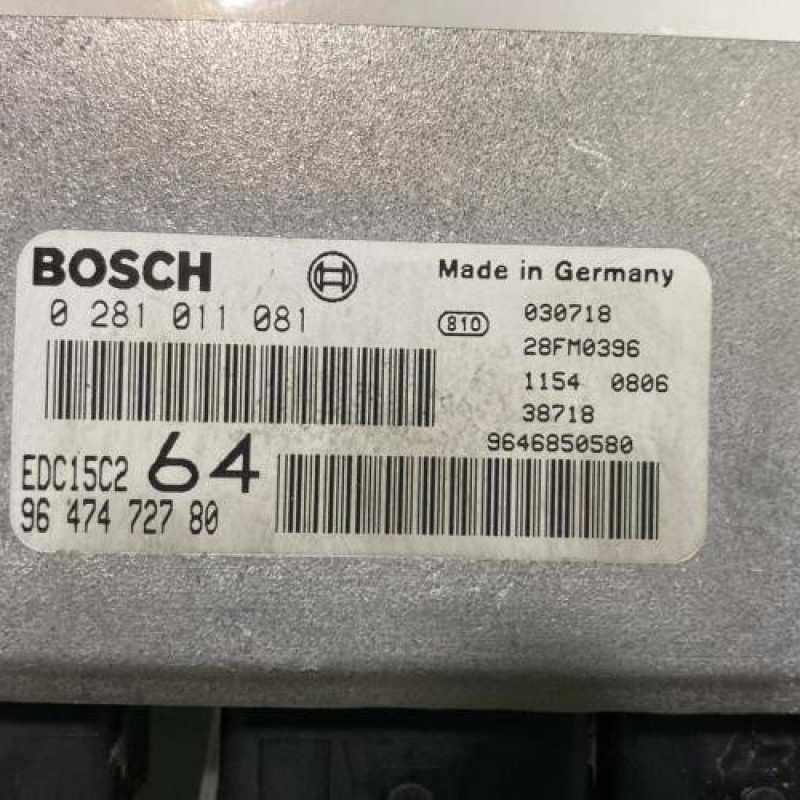 BOSCH
0 281 011 081
EDC15C2 64
96 474 727 80
Made in Germany
810 030718
28FM0396
1154 0806
38718
9646850580